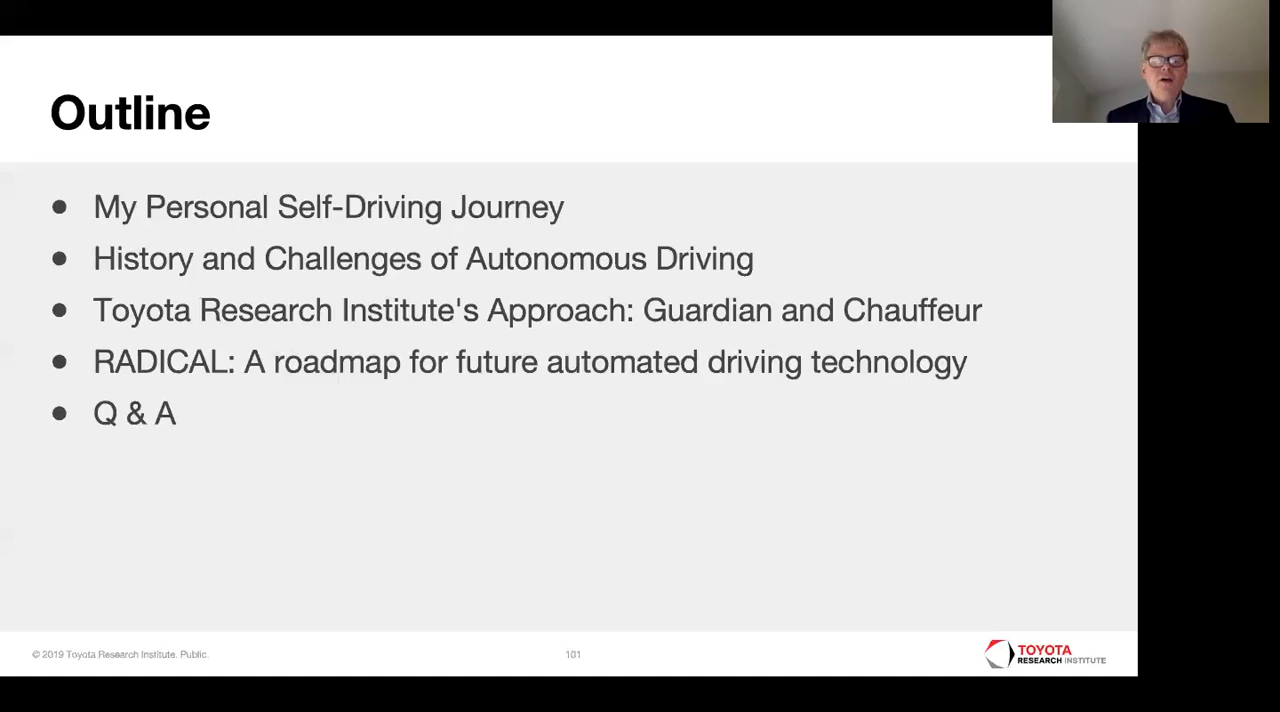 Outline
● My Personal Self-Driving Journey
● History and Challenges of Autonomous Driving
● Toyota Research Institute's Approach: Guardian and Chauffeur
● RADICAL: A roadmap for future automated driving technology
● Q & A
© 2019 Toyota Research Institute. Public.
101
TOYOTA
RESEARCH INSTITUTE